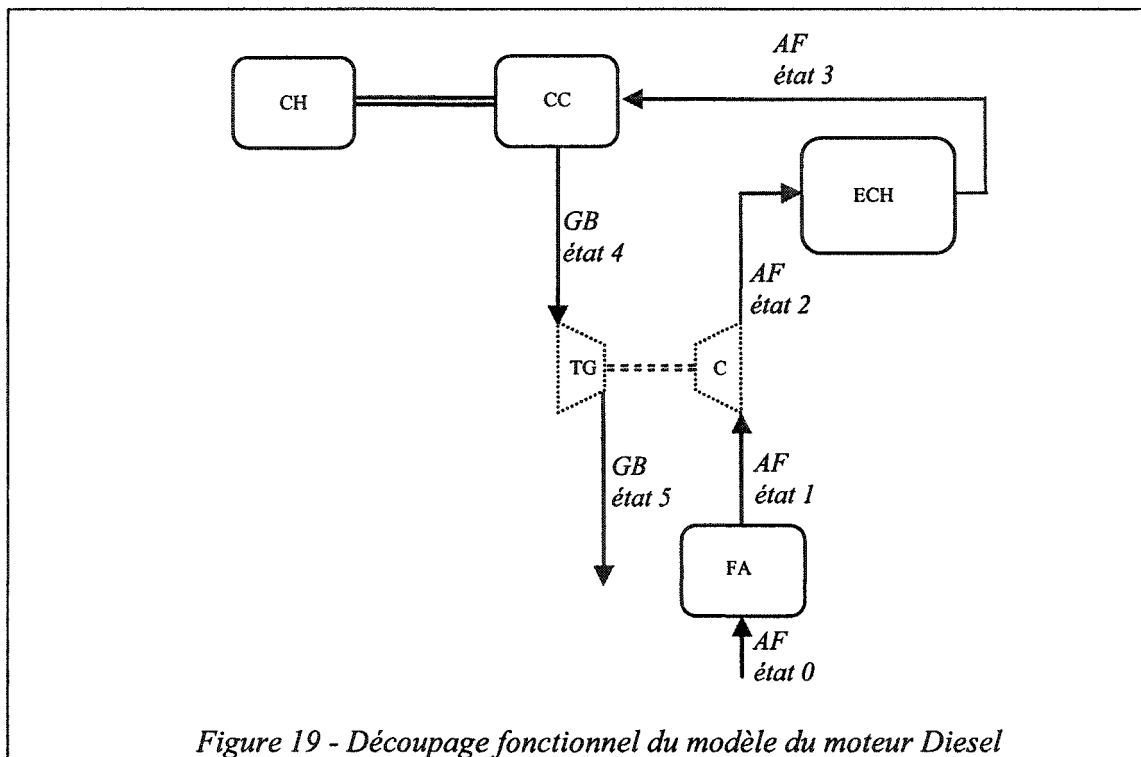 AF
état 3
CH
CC
ECH
GB
état 4
AF
état 2
TG
C
GB
état 5
AF
état 1
FA
AF
état 0
Figure 19 - Découpage fonctionnel du modèle du moteur Diesel